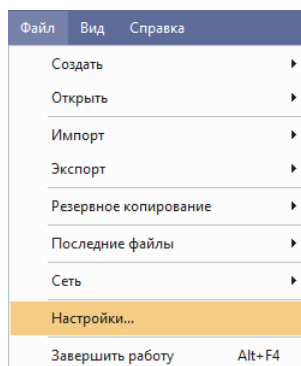 Файл Вид Справка
Создать
Открыть
Импорт
Экспорт
Резервное копирование
Последние файлы
Сеть
Настройки...
Завершить работу Alt+F4